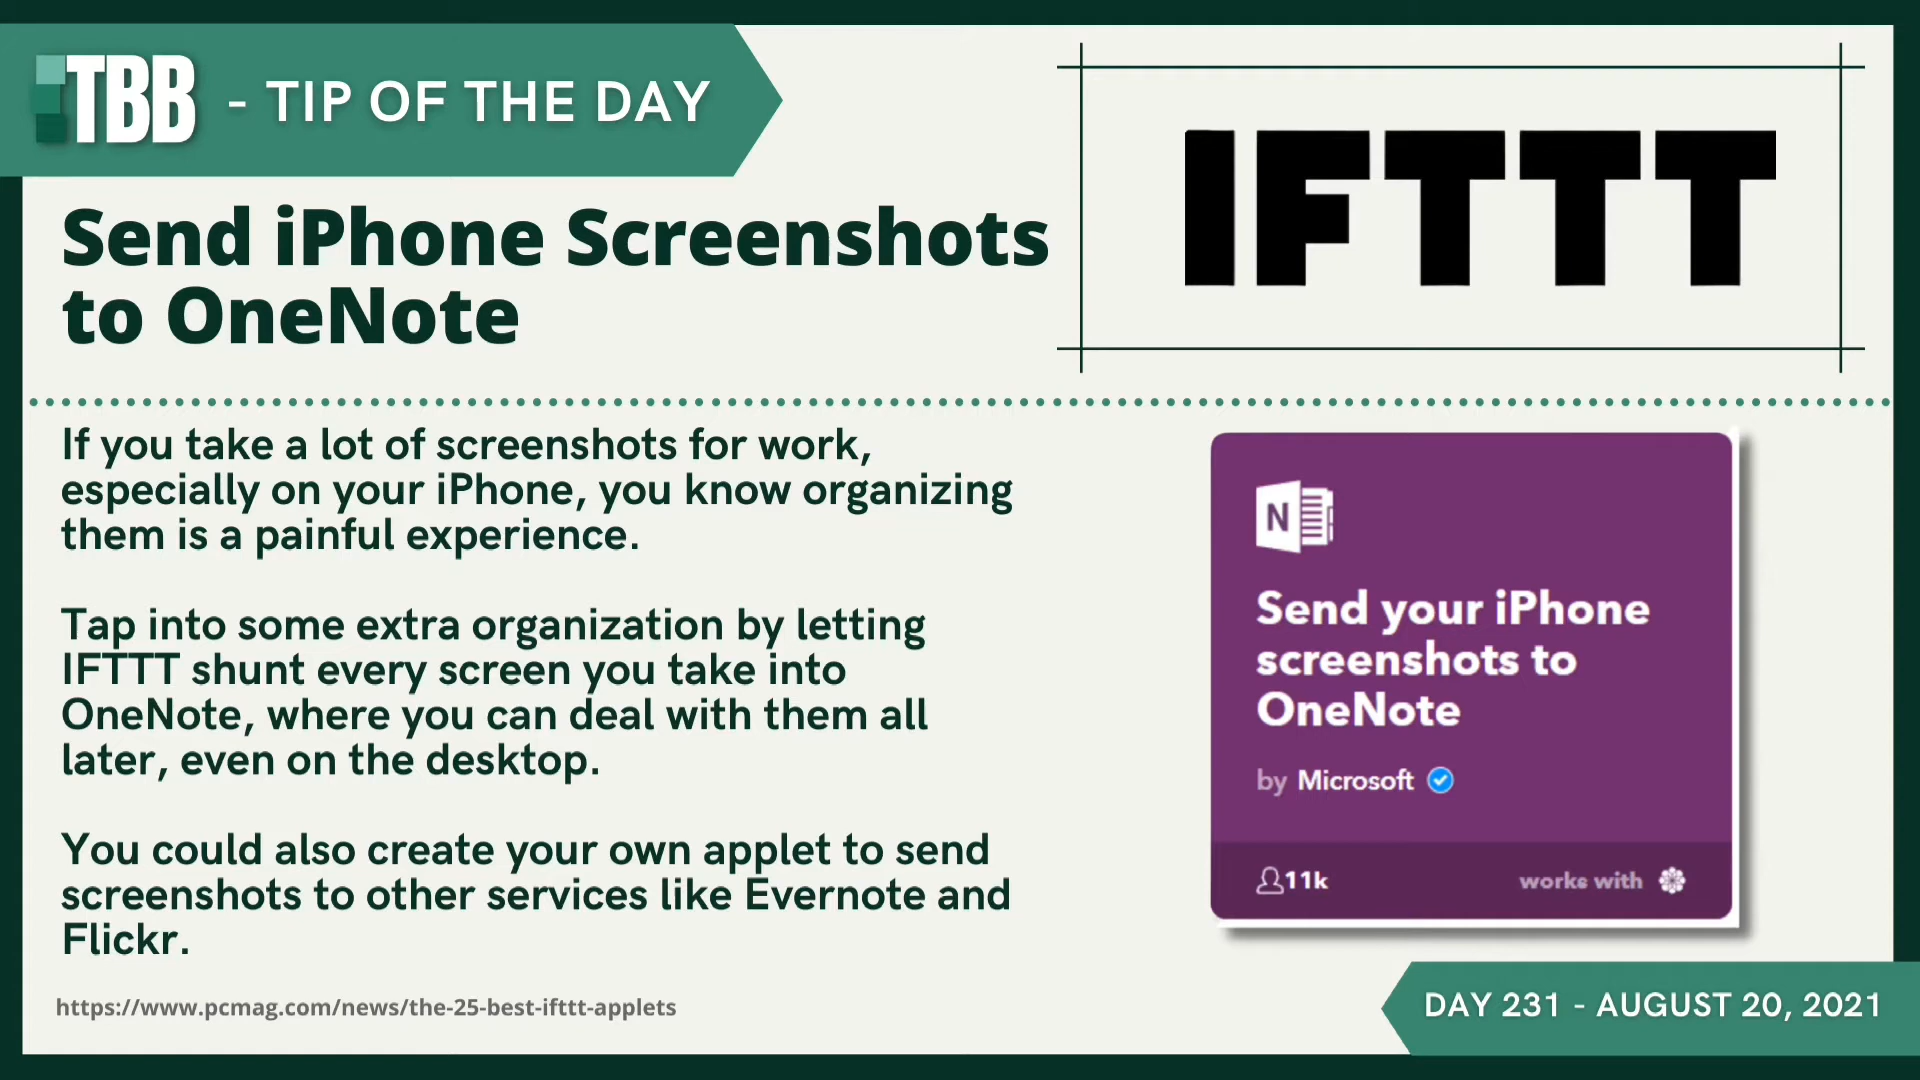 TBB - TIP OF THE DAY
IFTTT
Send iPhone Screenshots
to OneNote
If you take a lot of screenshots for work,
especially on your iPhone, you know organizing
them is a painful experience.
Tap into some extra organization by letting
IFTTT shunt every screen you take into
OneNote, where you can deal with them all
later, even on the desktop.
You could also create your own applet to send
screenshots to other services like Evernote and
Flickr.
https://www.pcmag.com/news/the-25-best-ifttt-applets
N
Send your iPhone
screenshots to
OneNote
by Microsoft
11k
works with
DAY 231 - AUGUST 20, 2021